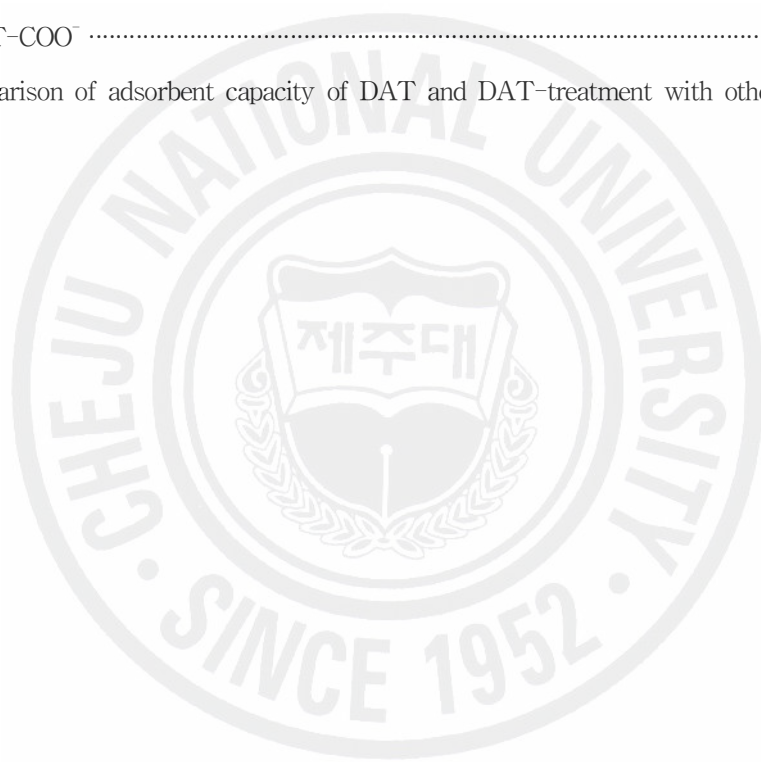 T-COO⁻ ··········
arison of adsorbent capacity of DAT and DAT-treatment with othe
CHEJU NATIONAL UNIVERSITY
제주대
· SINCE 1952 ·